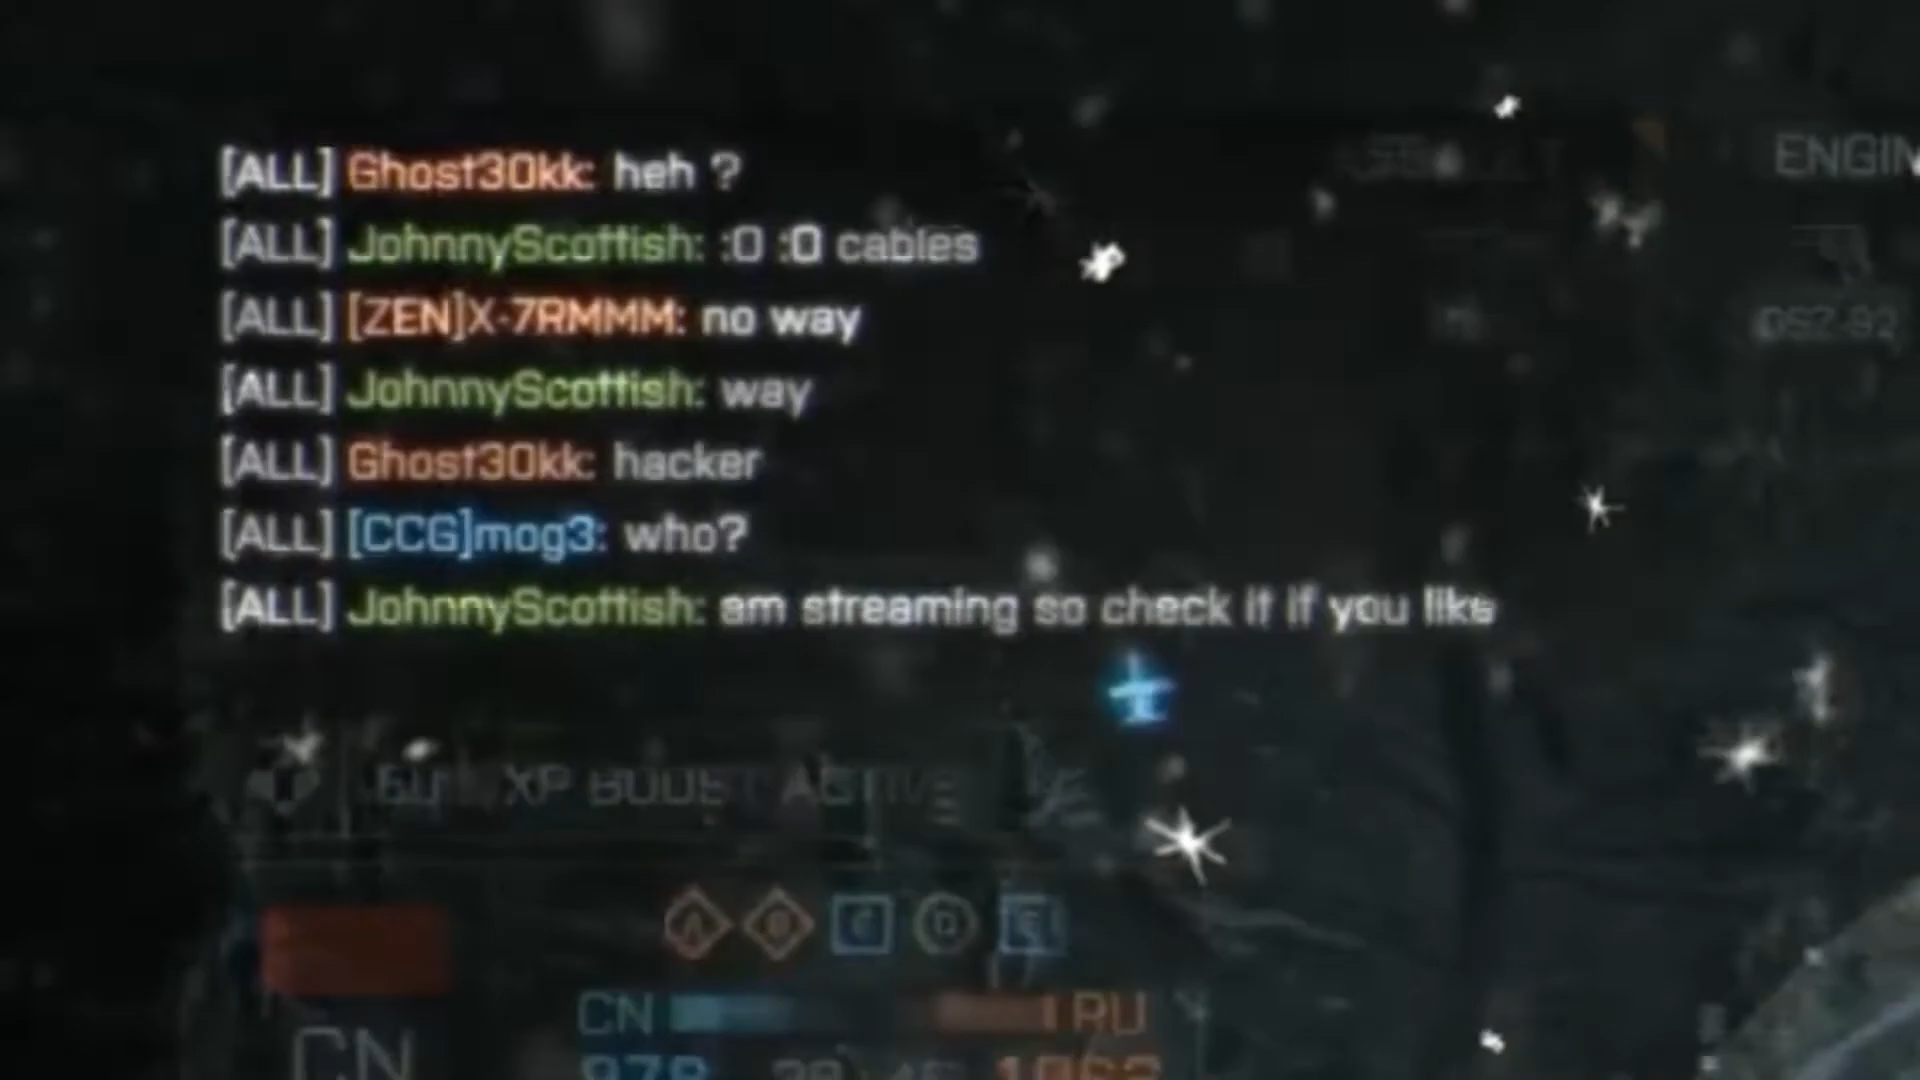 [ALL] Ghost30kk: heh ?
[ALL] JohnnyScottish: :O :O cables
[ALL] [ZEN]X-7RMMM: no way
[ALL] JohnnyScottish: way
[ALL] Ghost30kk: hacker
[ALL] [CCG]mog3: who?
[ALL] JohnnyScottish: am streaming so check it if you like
ENGIN
QSZ-92
XP BOOST ACTIVE
A B C D E
CN RU
CN